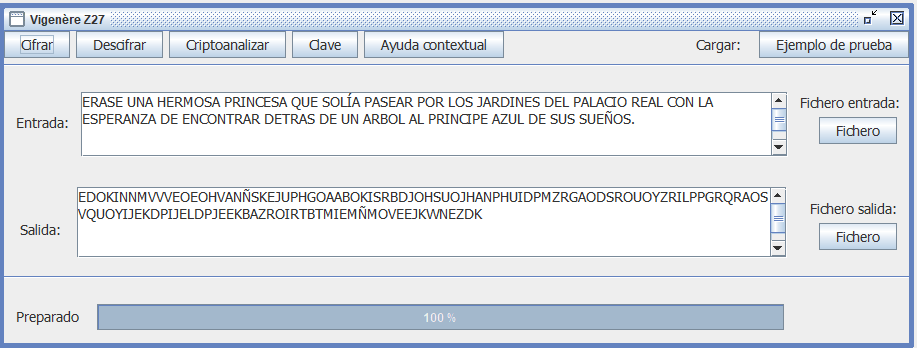 Vigenère Z27
Cifrar Descifrar Criptoanalizar Clave Ayuda contextual Cargar: Ejemplo de prueba
Entrada:
ERASE UNA HERMOSA PRINCESA QUE SOLÍA PASEAR POR LOS JARDINES DEL PALACIO REAL CON LA
ESPERANZA DE ENCONTRAR DETRAS DE UN ARBOL AL PRINCIPE AZUL DE SUS SUEÑOS.
Fichero entrada:
Fichero
Salida:
EDOKINNMVVVEOEOHVANÑSKEJUPHGOAABOKISRBDJOHSUOJHANPHUIDPMZRGAODSROUOYZRILPPGRQRAOS
VQUOYIJEKDPIJELDPJEEKBAZROIRTBTMIEMÑMOVEEJKWNEZDK
Fichero salida:
Fichero
Preparado
100 %